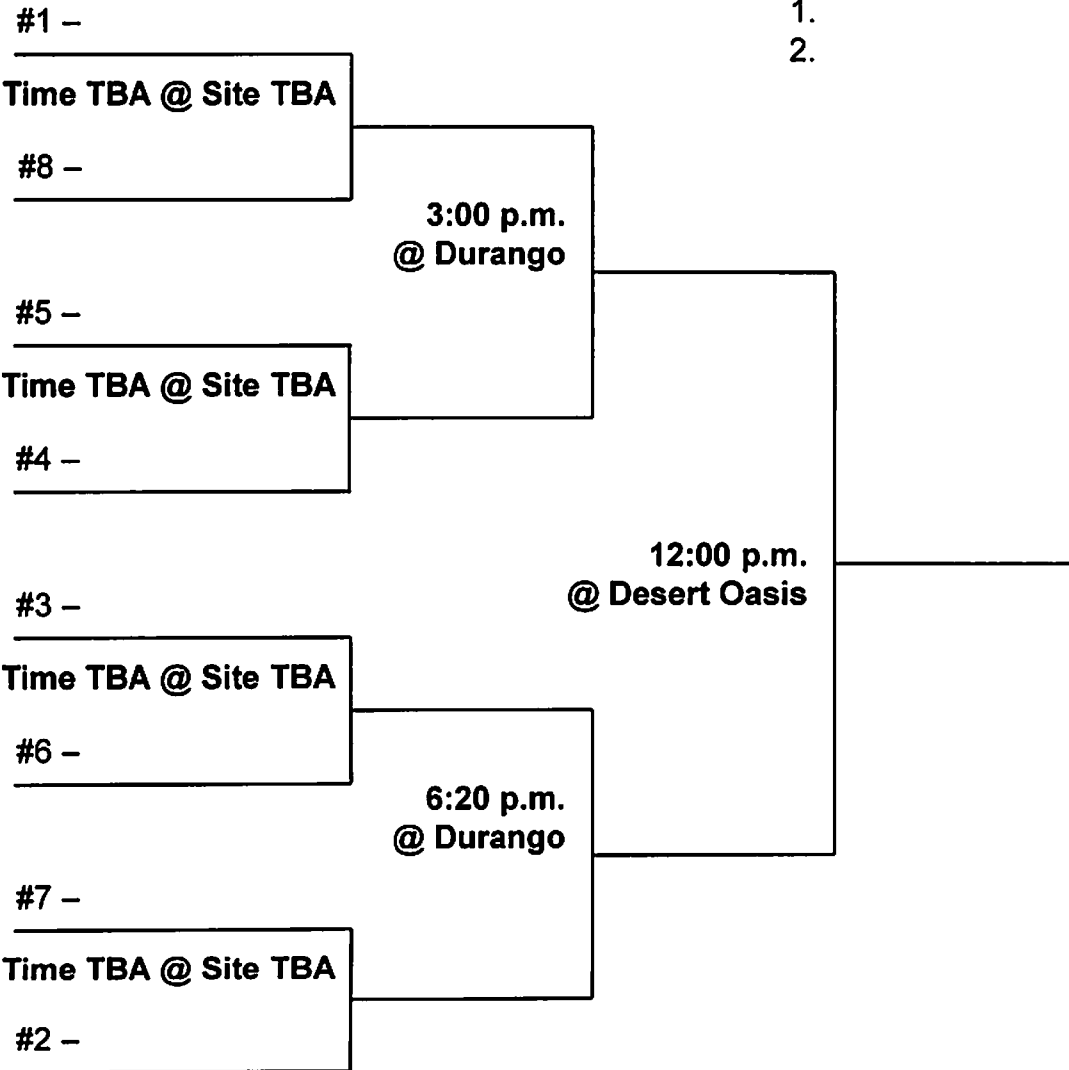 1.
2.
#1 –
Time TBA @ Site TBA
#8 –
3:00 p.m.
@ Durango
#5 –
Time TBA @ Site TBA
#4 –
12:00 p.m.
@ Desert Oasis
#3 –
Time TBA @ Site TBA
#6 –
6:20 p.m.
@ Durango
#7 –
Time TBA @ Site TBA
#2 –